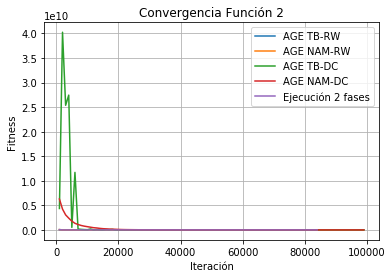 Convergencia Función 2
1e10
AGE TB-RW
AGE NAM-RW
AGE TB-DC
AGE NAM-DC
Ejecución 2 fases
Fitness
4.0
3.5
3.0
2.5
2.0
1.5
1.0
0.5
0.0
0
20000
40000
60000
80000
100000
Iteración